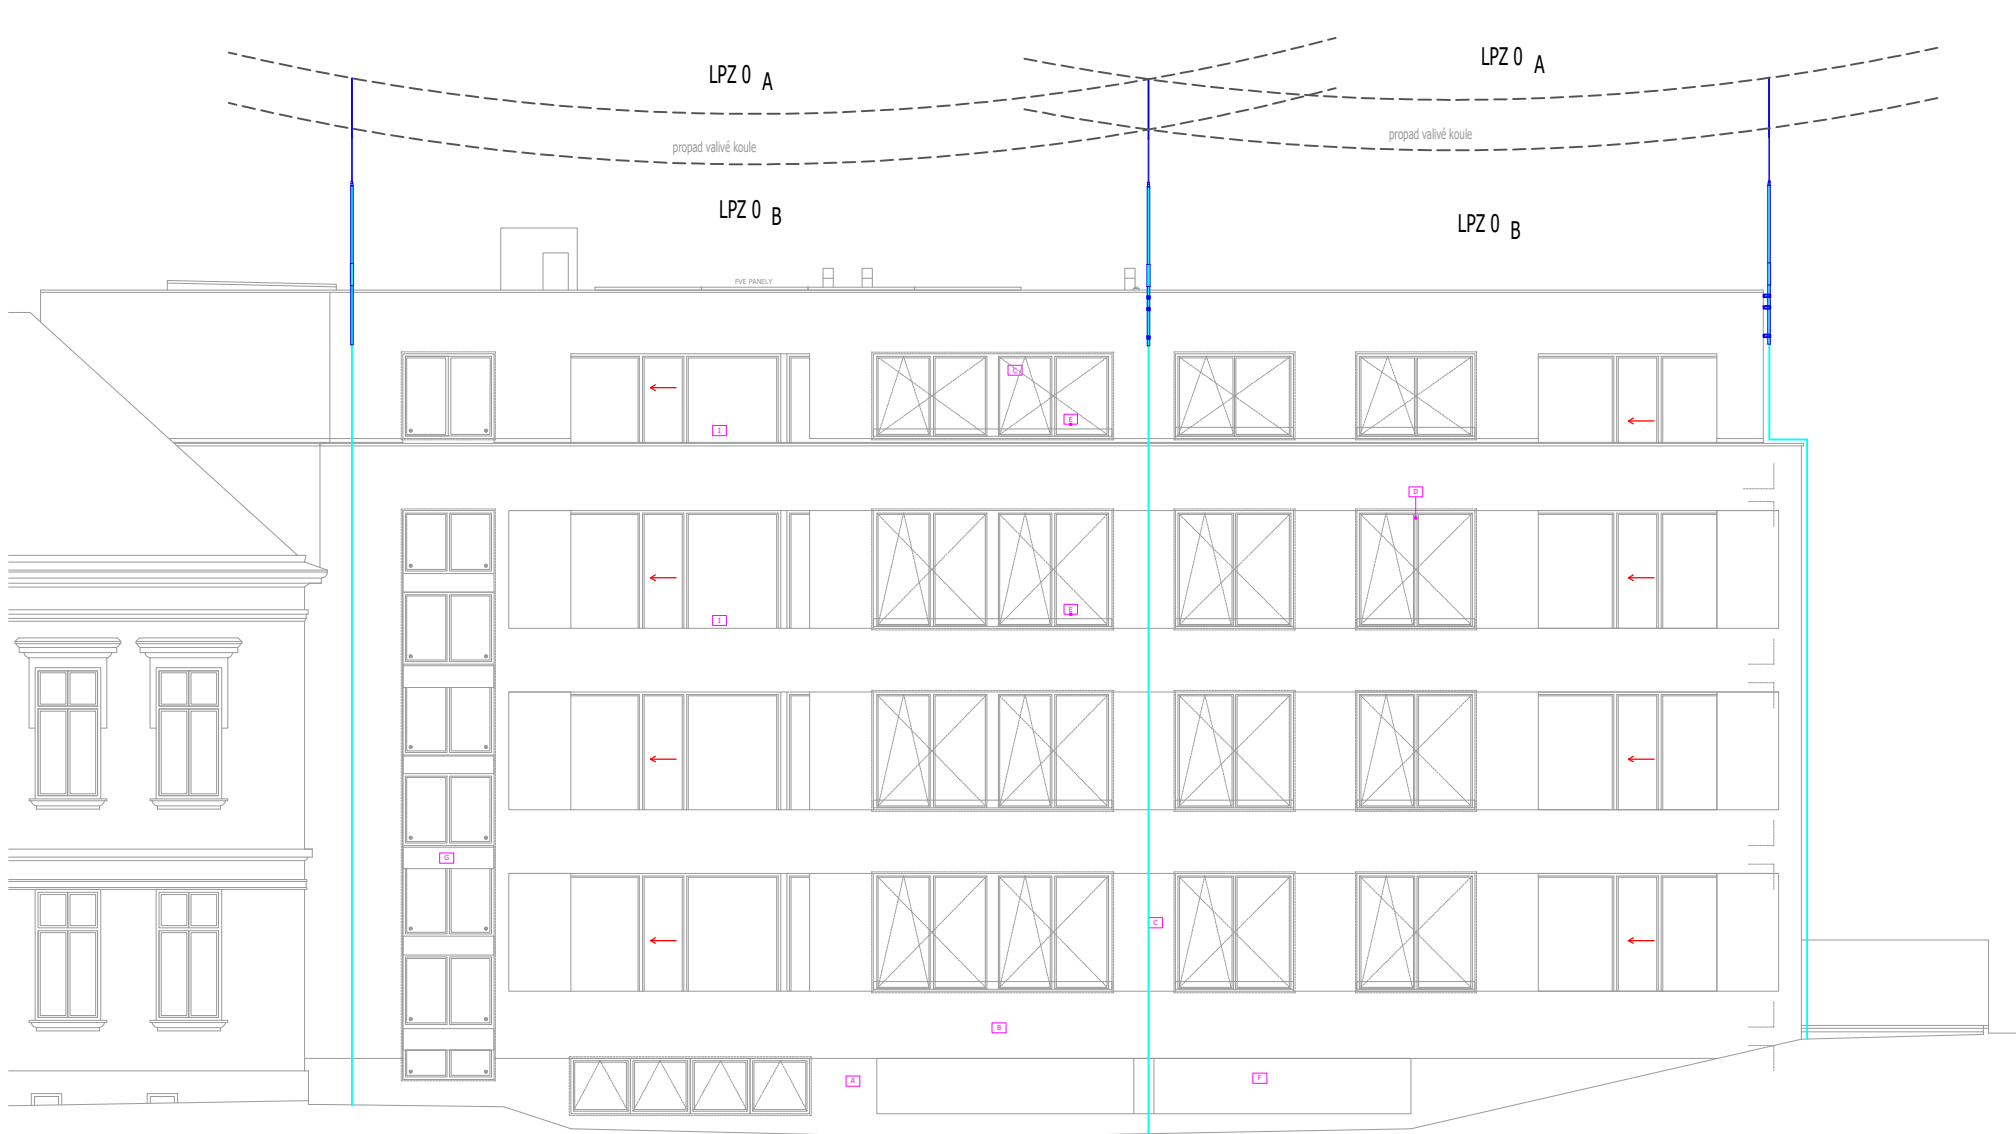 LPZ 0 A
LPZ 0 A
propad valivé koule
propad valivé koule
LPZ 0 B
LPZ 0 B
FVE PANELY
C
E
I
D
E
I
G
C
B
F
A